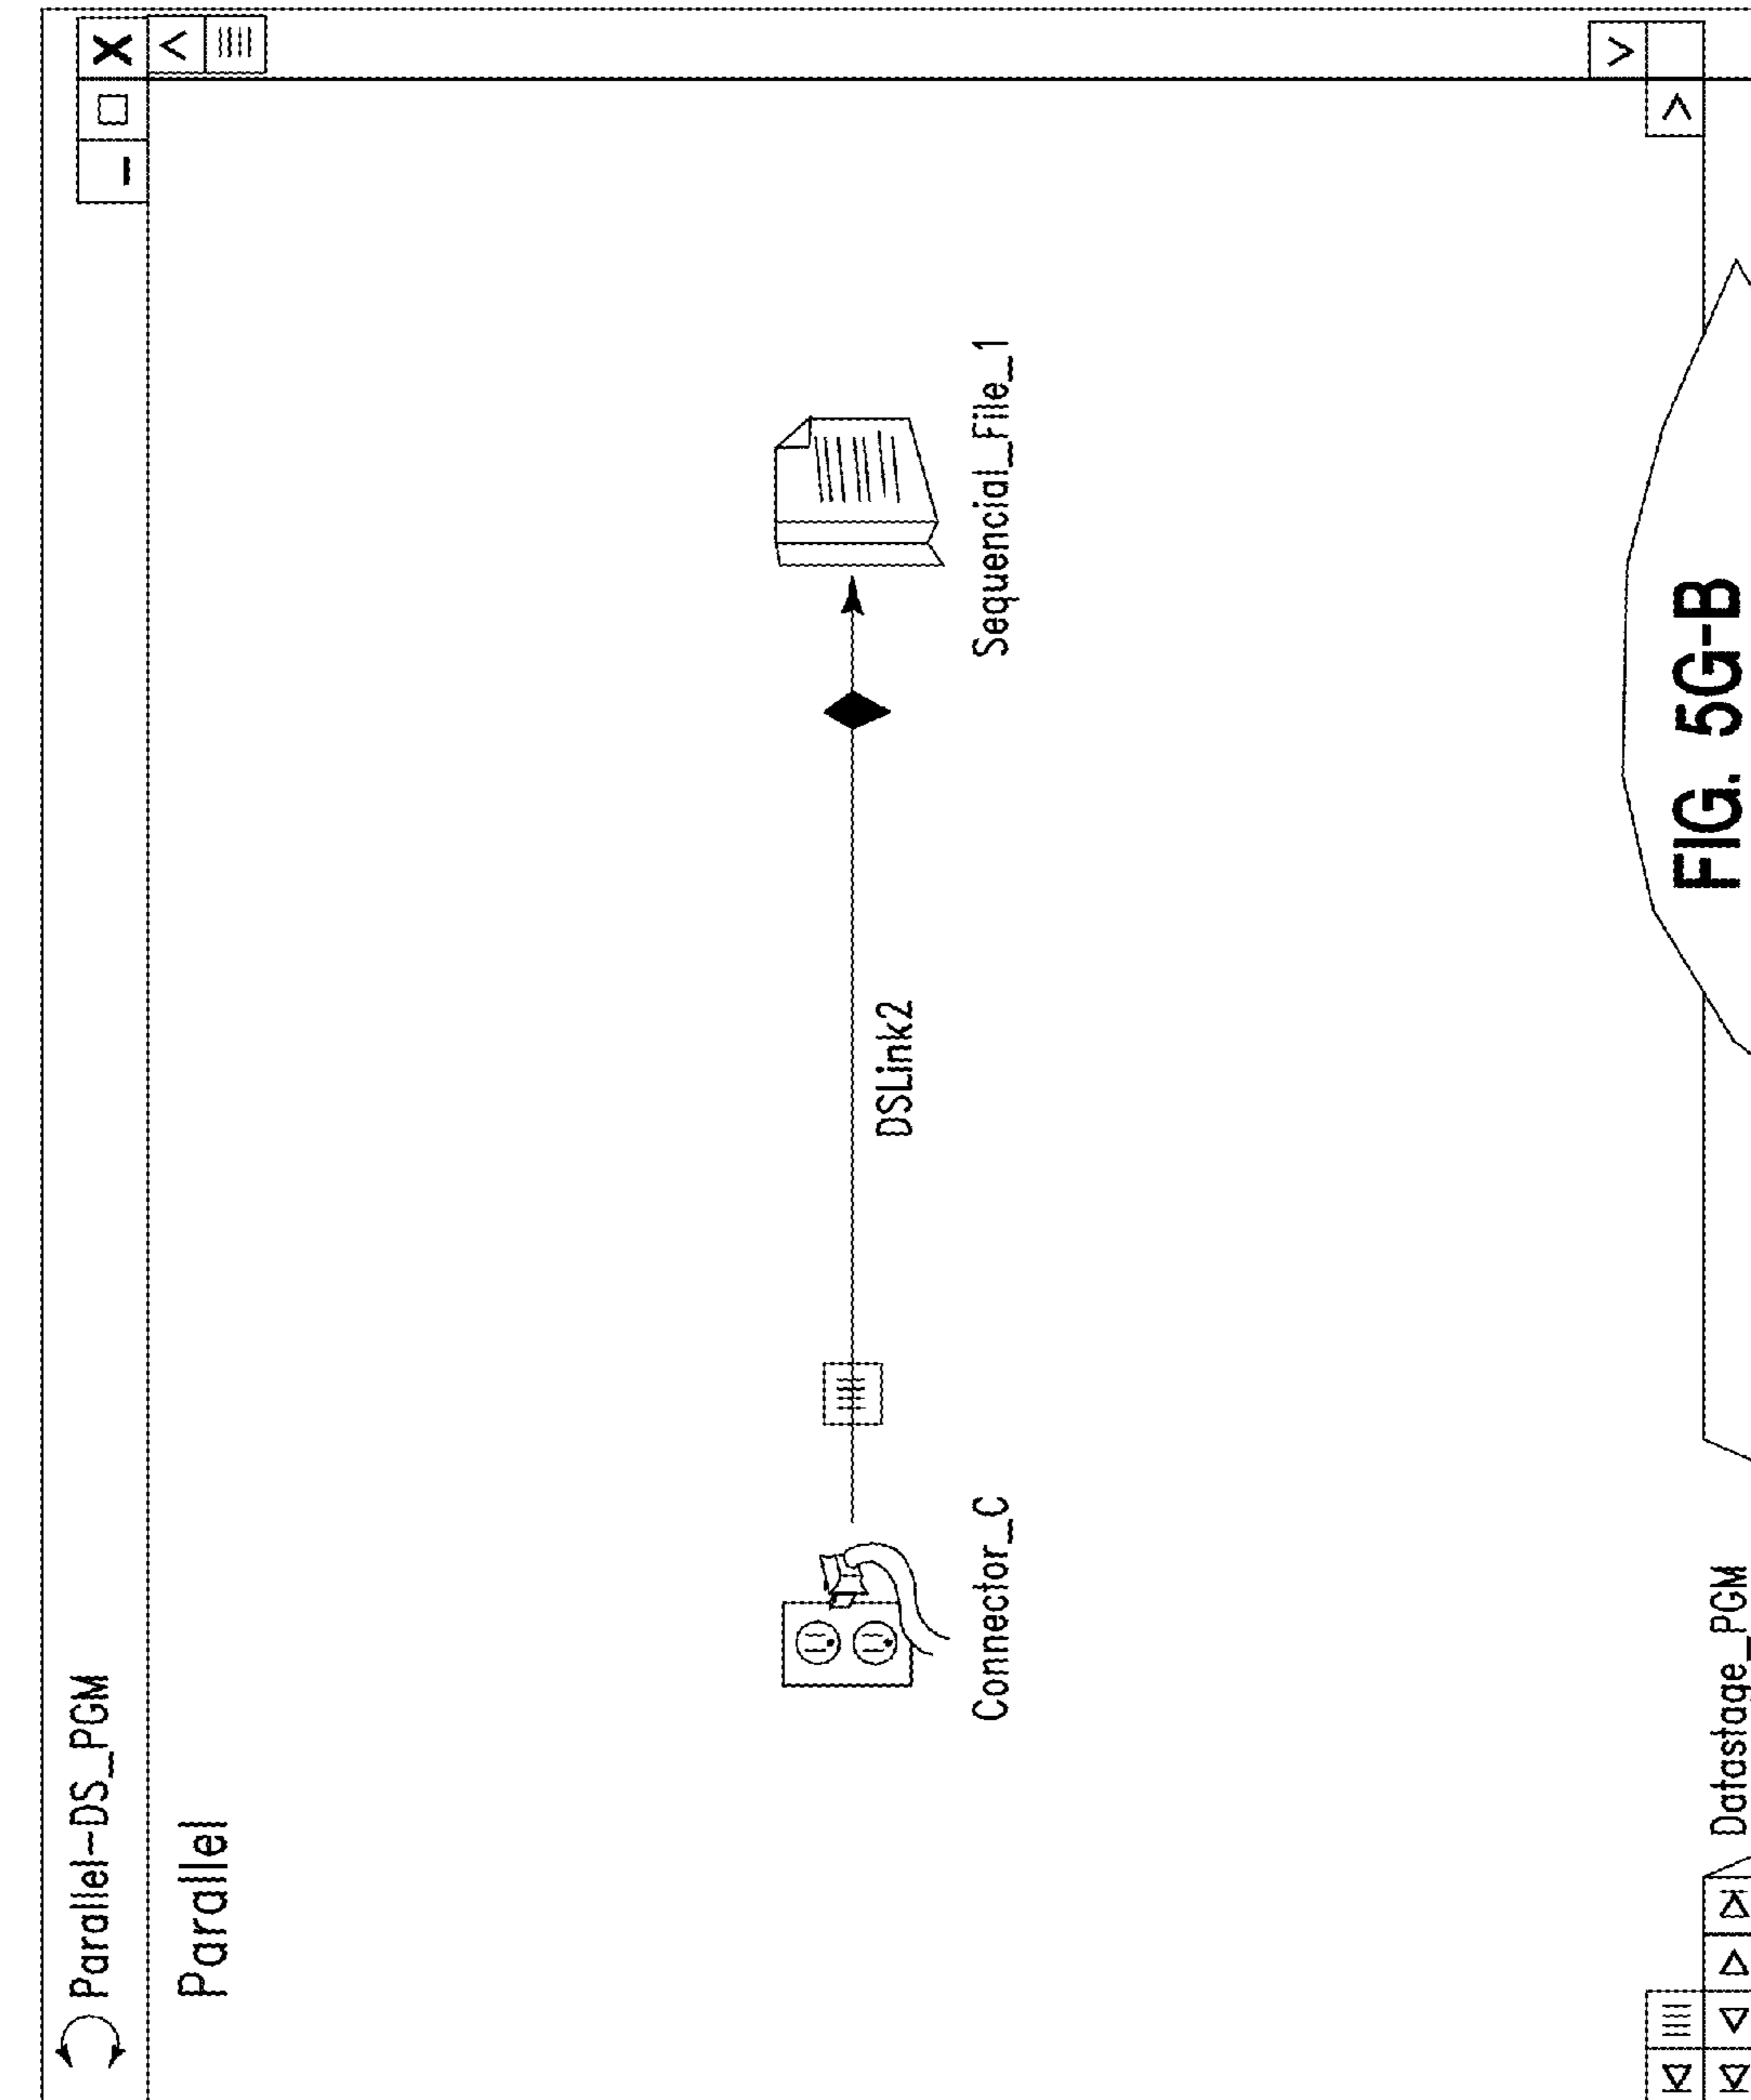 Parallel-DS_PGM
Parallel
DSLink2
Connector_C
Sequencial_File_1
Datastage_PGM
FIG. 5G-B